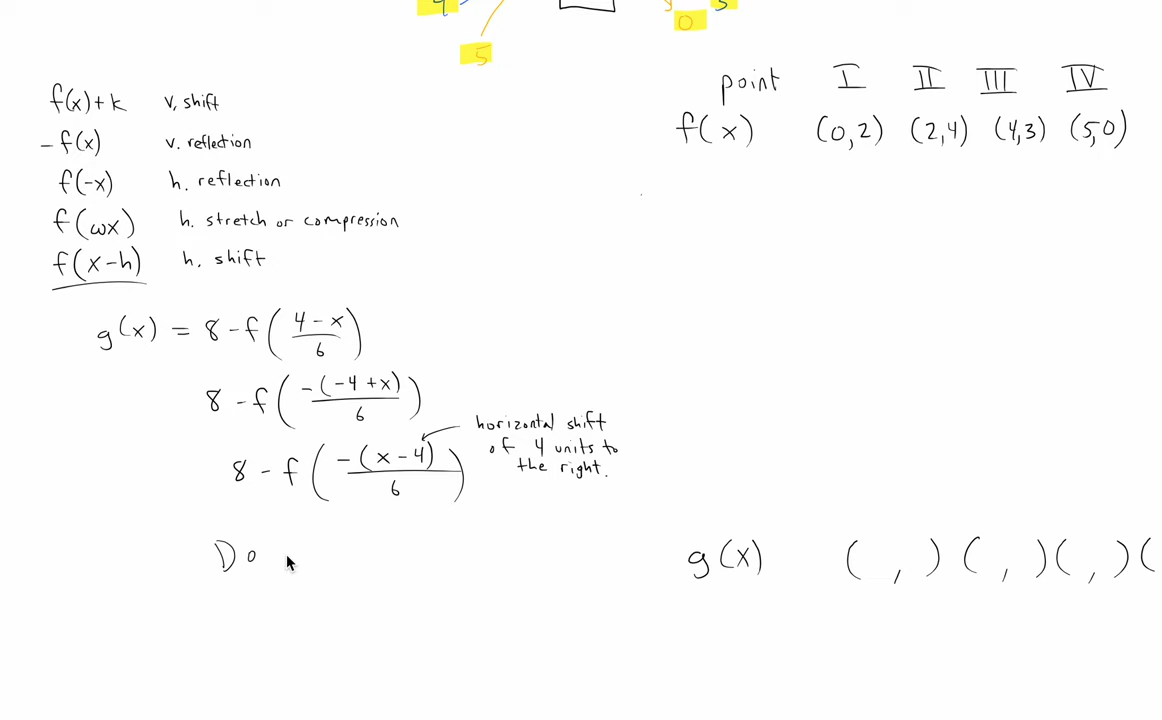 5
0
f(x)+k v, shift
-f(x) v. reflection
f(-x) h. reflection
f(ωx) h. stretch or compression
f(x-h) h. shift
point I II III IV
f(x) (0,2) (2,4) (4,3) (5,0)
g(x) = 8 - f((4-x)/6)
8 - f(-(-4+x)/6)
8 - f(-(x-4)/6)
horizontal shift
of 4 units to
the right.
Do
g(x) ( , ) ( , ) ( , ) (